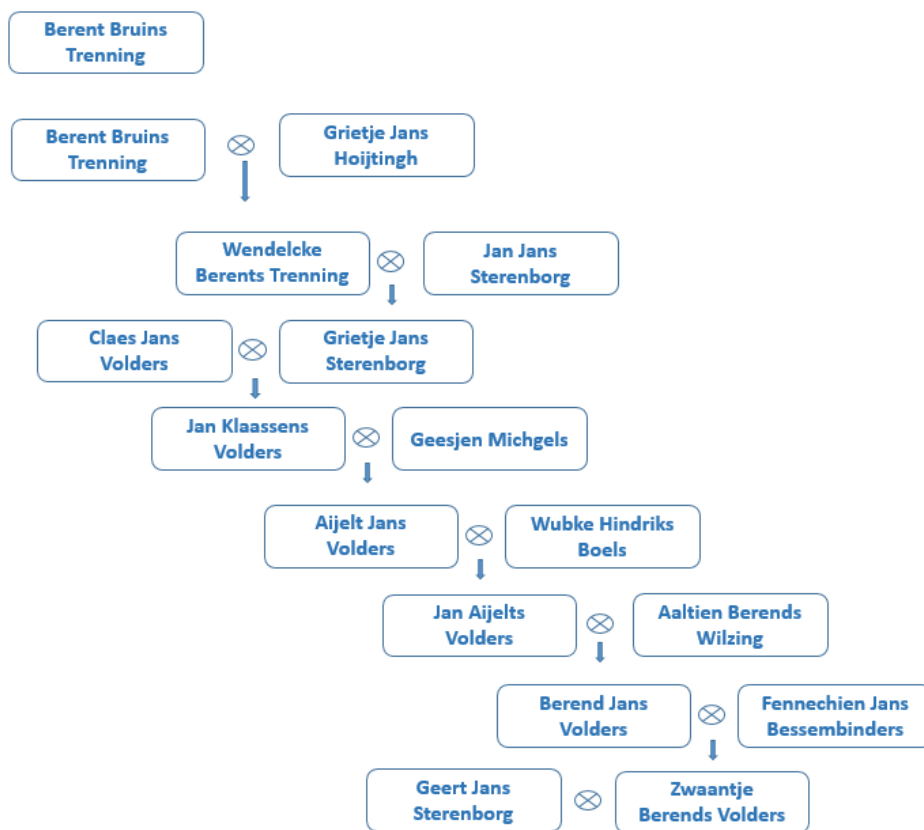 Berent Bruins
Trenning
Berent Bruins
Trenning
Grietje Jans
Hoijtingh
Wendelcke
Berents Trenning
Jan Jans
Sterenborg
Claes Jans
Volders
Grietje Jans
Sterenborg
Jan Klaassens
Volders
Geesjen Michgels
Aijelt Jans
Volders
Wubke Hindriks
Boels
Jan Aijelts
Volders
Aaltien Berends
Wilzing
Berend Jans
Volders
Fennechien Jans
Bessembinders
Geert Jans
Sterenborg
Zwaantje
Berends Volders